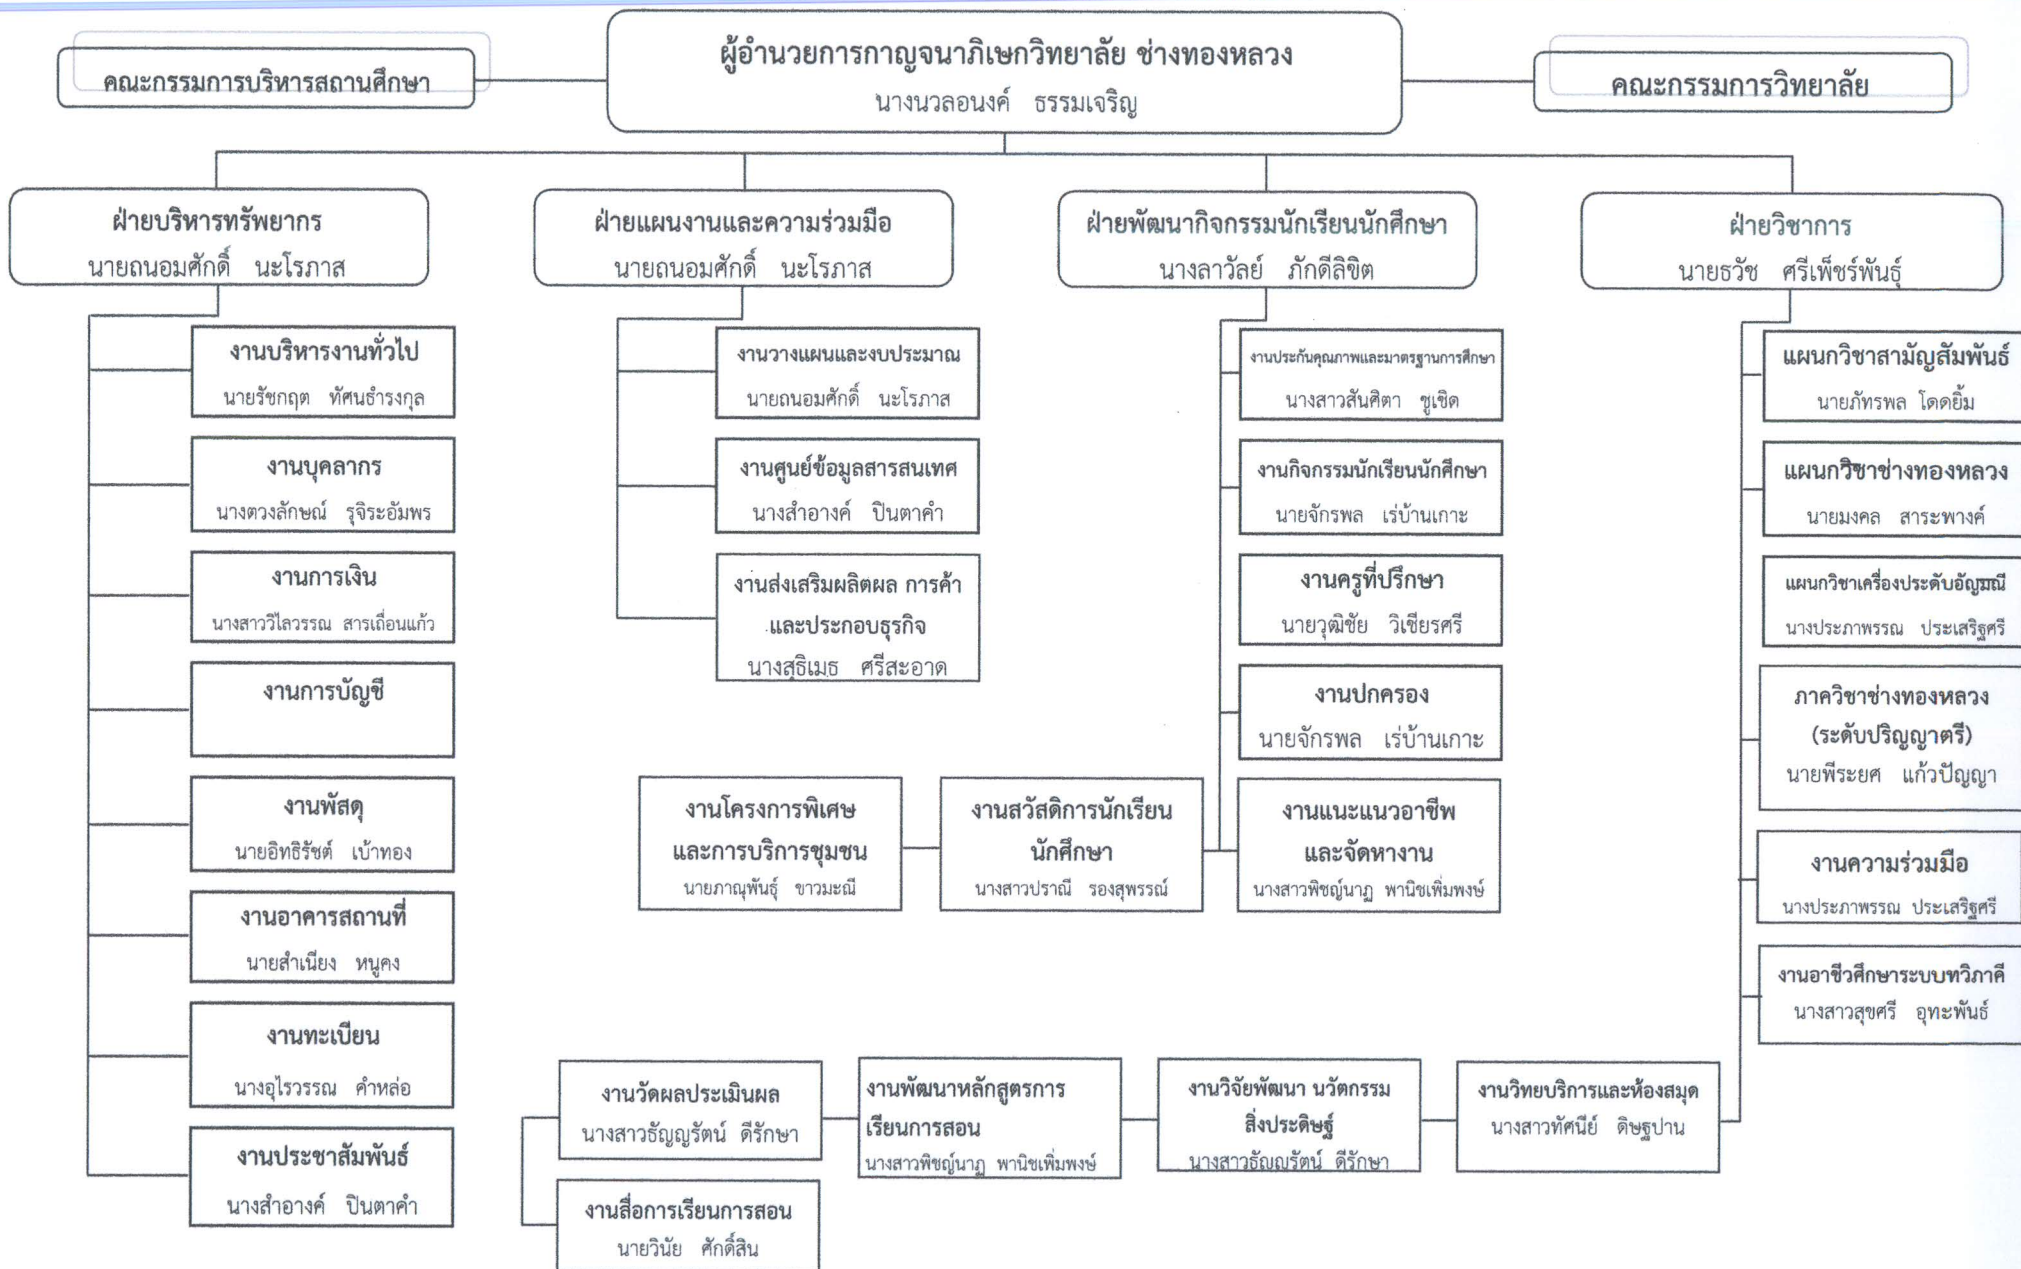 ผู้อำนวยการกาญจนาภิเษกวิทยาลัย ช่างทองหลวง
นางนวลอนงค์ ธรรมเจริญ
คณะกรรมการบริหารสถานศึกษา
คณะกรรมการวิทยาลัย
ฝ่ายบริหารทรัพยากร
นายถนอมศักดิ์ นะโรภาส
งานบริหารงานทั่วไป
นายรัชกฤต ทัศนธำรงกุล
งานบุคลากร
นางตวงลักษณ์ รุจิระอัมพร
งานการเงิน
นางสาววิไลวรรณ สารเถื่อนแก้ว
งานการบัญชี
งานพัสดุ
นายอิทธิรัชต์ เบ้าทอง
งานอาคารสถานที่
นายสำเนียง หนูคง
งานทะเบียน
นางอุไรวรรณ คำหล่อ
งานประชาสัมพันธ์
นางสำอางค์ ปินตาคำ
ฝ่ายแผนงานและความร่วมมือ
นายถนอมศักดิ์ นะโรภาส
งานวางแผนและงบประมาณ
นายถนอมศักดิ์ นะโรภาส
งานศูนย์ข้อมูลสารสนเทศ
นางสำอางค์ ปินตาคำ
งานส่งเสริมผลิตผล การค้า
และประกอบธุรกิจ
นางสุธิเมธ ศรีสะอาด
ฝ่ายพัฒนากิจกรรมนักเรียนนักศึกษา
นางลาวัลย์ ภักดีลิขิต
งานประกันคุณภาพและมาตรฐานการศึกษา
นางสาวสันศิตา ชูเชิด
งานกิจกรรมนักเรียนนักศึกษา
นายจักรพล เร่บ้านเกาะ
งานครูที่ปรึกษา
นายวุฒิชัย วิเชียรศรี
งานปกครอง
นายจักรพล เร่บ้านเกาะ
งานแนะแนวอาชีพ
และจัดหางาน
นางสาวพิชญ์นาฏ พานิชเพิ่มพงษ์
งานสวัสดิการนักเรียน
นักศึกษา
นางสาวปราณี รองสุพรรณ์
งานโครงการพิเศษ
และการบริการชุมชน
นายภาณุพันธุ์ ขาวมะณี
ฝ่ายวิชาการ
นายธวัช ศรีเพ็ชร์พันธุ์
แผนกวิชาสามัญสัมพันธ์
นายภัทรพล โดดยิ้ม
แผนกวิชาช่างทองหลวง
นายมงคล สาระพางค์
แผนกวิชาเครื่องประดับอัญมณี
นางประภาพรรณ ประเสริฐศรี
ภาควิชาช่างทองหลวง
(ระดับปริญญาตรี)
นายพีระยศ แก้วปัญญา
งานความร่วมมือ
นางประภาพรรณ ประเสริฐศรี
งานอาชีวศึกษาระบบทวิภาคี
นางสาวสุขศรี อุทะพันธ์
งานวิทยบริการและห้องสมุด
นางสาวทัศนีย์ ดิษฐปาน
งานวิจัยพัฒนา นวัตกรรม
สิ่งประดิษฐ์
นางสาวธัญญรัตน์ ดีรักษา
งานพัฒนาหลักสูตรการ
เรียนการสอน
นางสาวพิชญ์นาฏ พานิชเพิ่มพงษ์
งานวัดผลประเมินผล
นางสาวธัญญรัตน์ ดีรักษา
งานสื่อการเรียนการสอน
นายวินัย ศักดิ์สิน